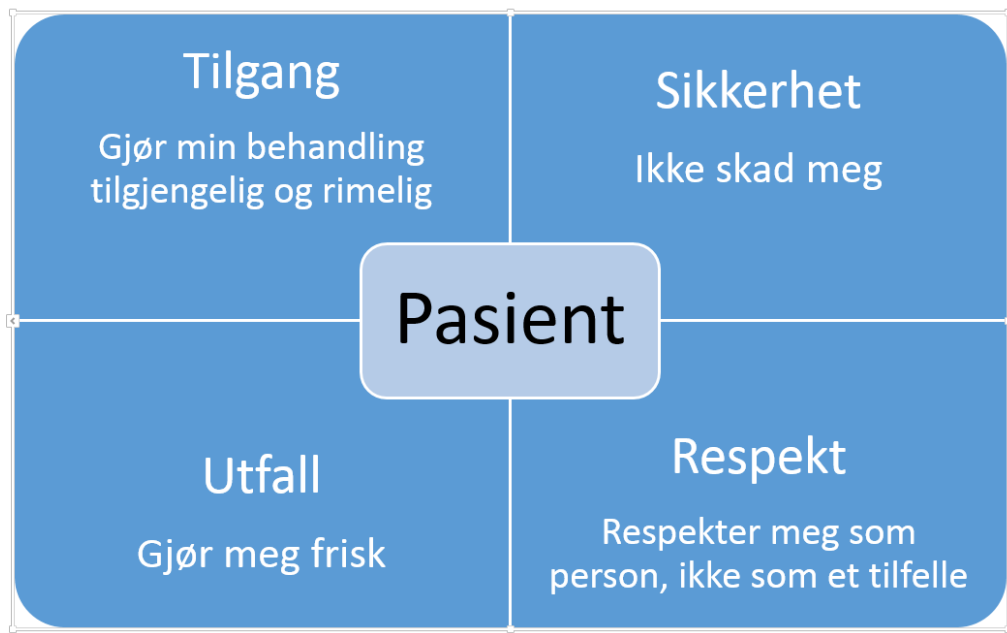 Tilgang
Gjør min behandling
tilgjengelig og rimelig
Sikkerhet
Ikke skad meg
Pasient
Utfall
Gjør meg frisk
Respekt
Respekter meg som
person, ikke som et tilfelle